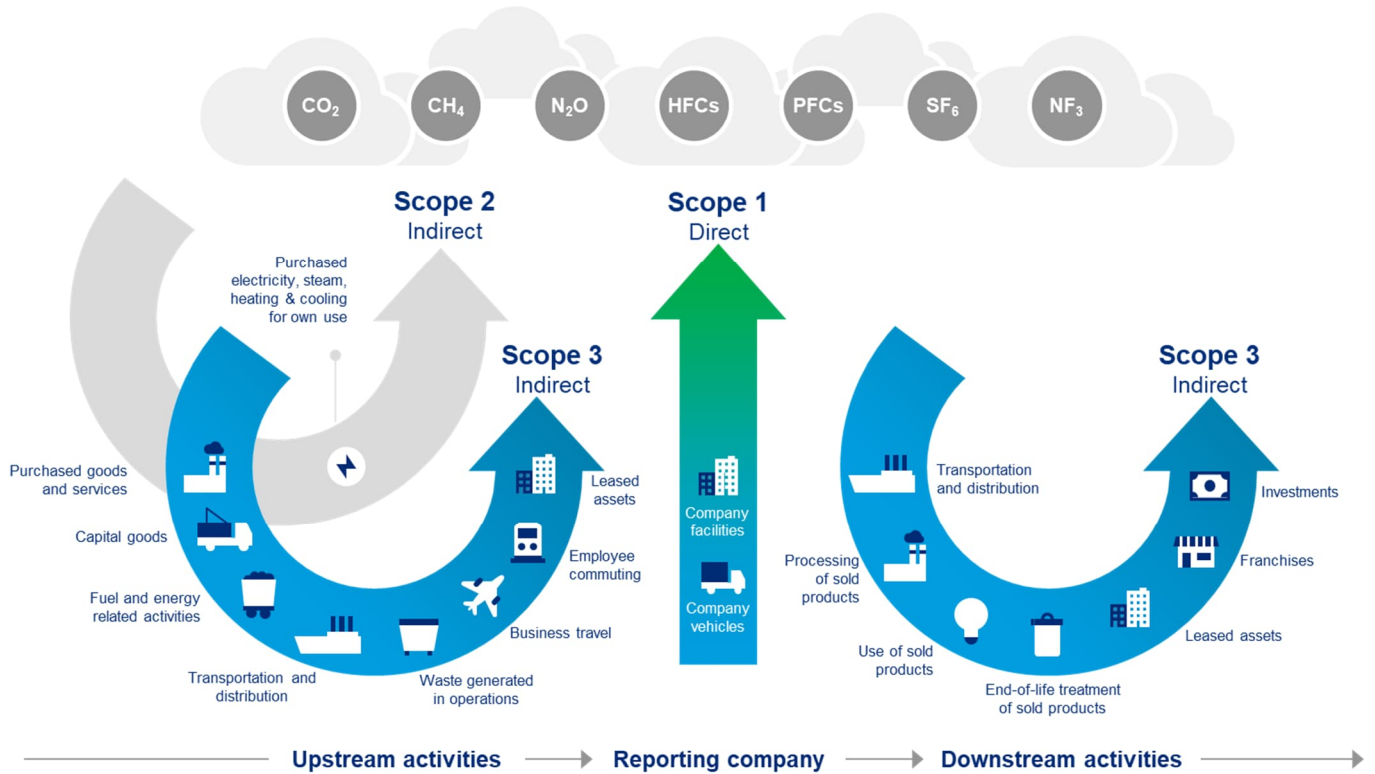 CO₂
CH₄
N₂O
HFCs
PFCs
SF₆
NF₃
Scope 2
Indirect
Scope 1
Direct
Purchased
electricity, steam,
heating & cooling
for own use
Scope 3
Indirect
Scope 3
Indirect
Purchased goods
and services
Capital goods
Fuel and energy
related activities
Transportation and
distribution
Waste generated
in operations
Business travel
Employee
commuting
Leased
assets
Company
facilities
Company
vehicles
Transportation
and distribution
Processing
of sold
products
Use of sold
products
End-of-life treatment
of sold products
Leased assets
Franchises
Investments
Upstream activities
Reporting company
Downstream activities